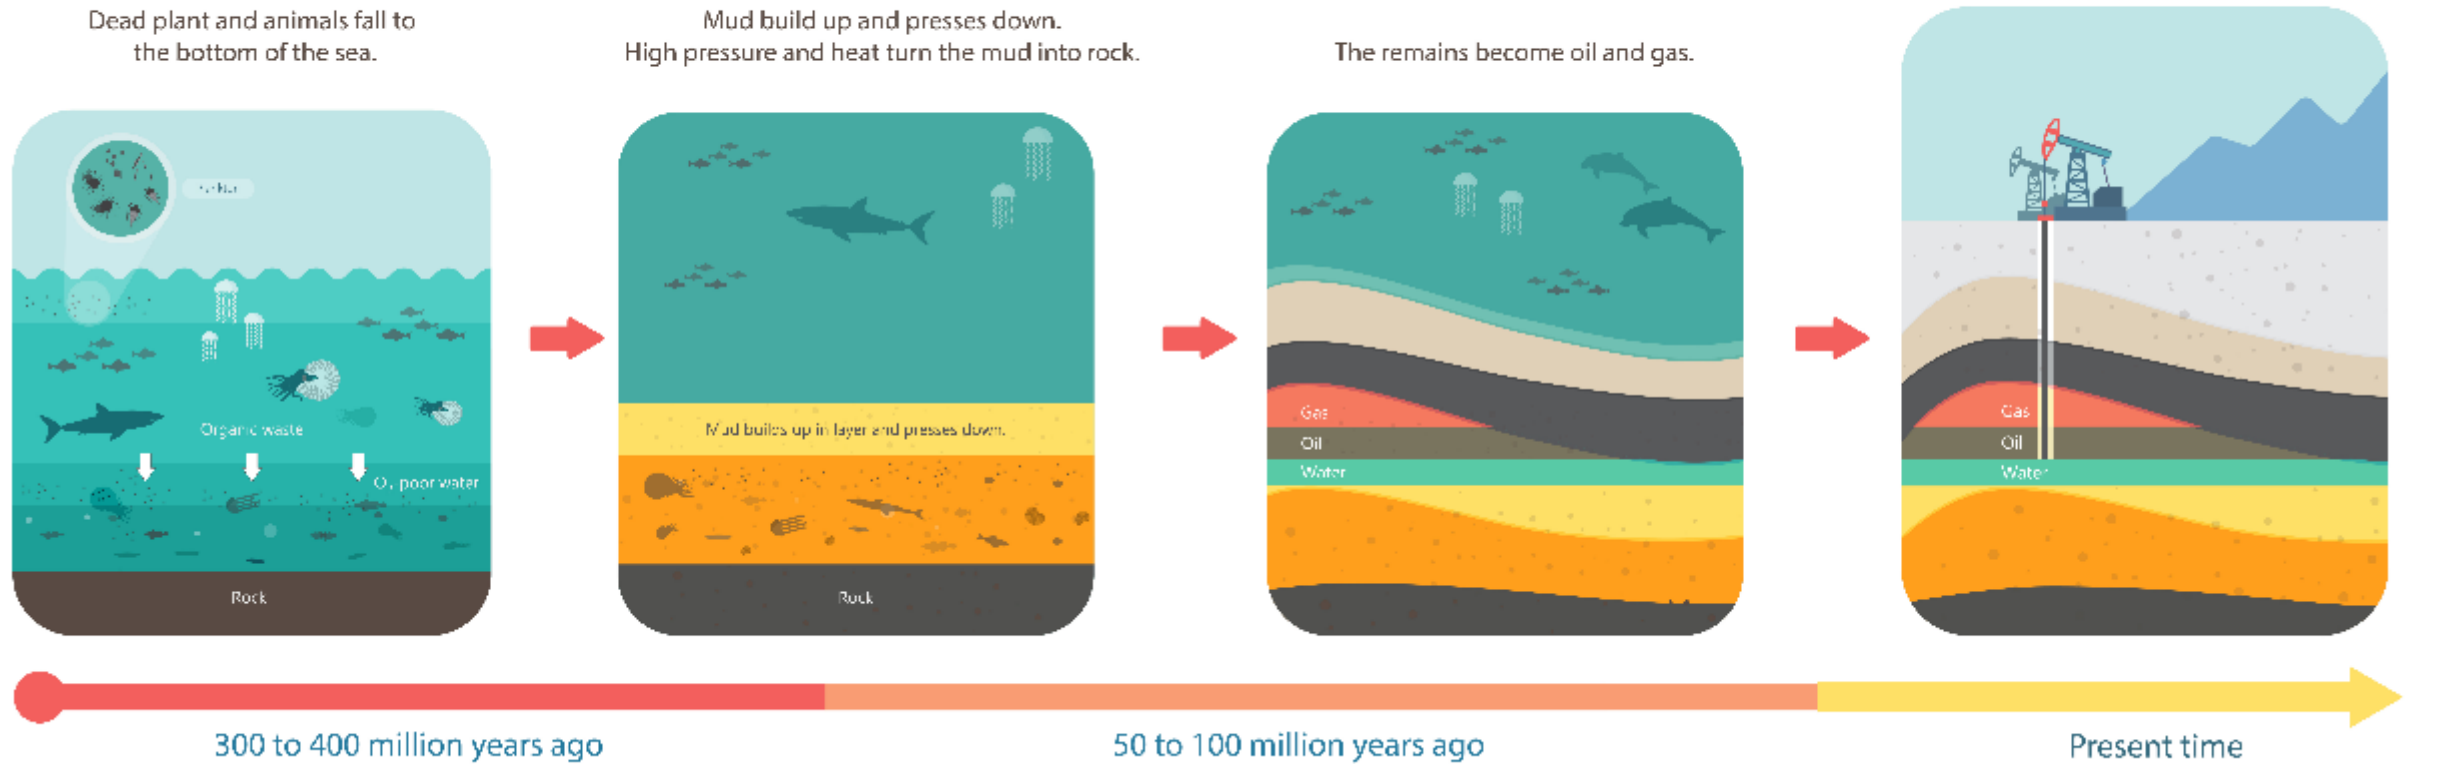 Dead plant and animals fall to
the bottom of the sea.
Mud build up and presses down.
High pressure and heat turn the mud into rock.
The remains become oil and gas.
Organic waste
O₂ poor water
Rock
Mud builds up in layer and presses down.
Rock
Gas
Oil
Water
Gas
Oil
Water
300 to 400 million years ago
50 to 100 million years ago
Present time